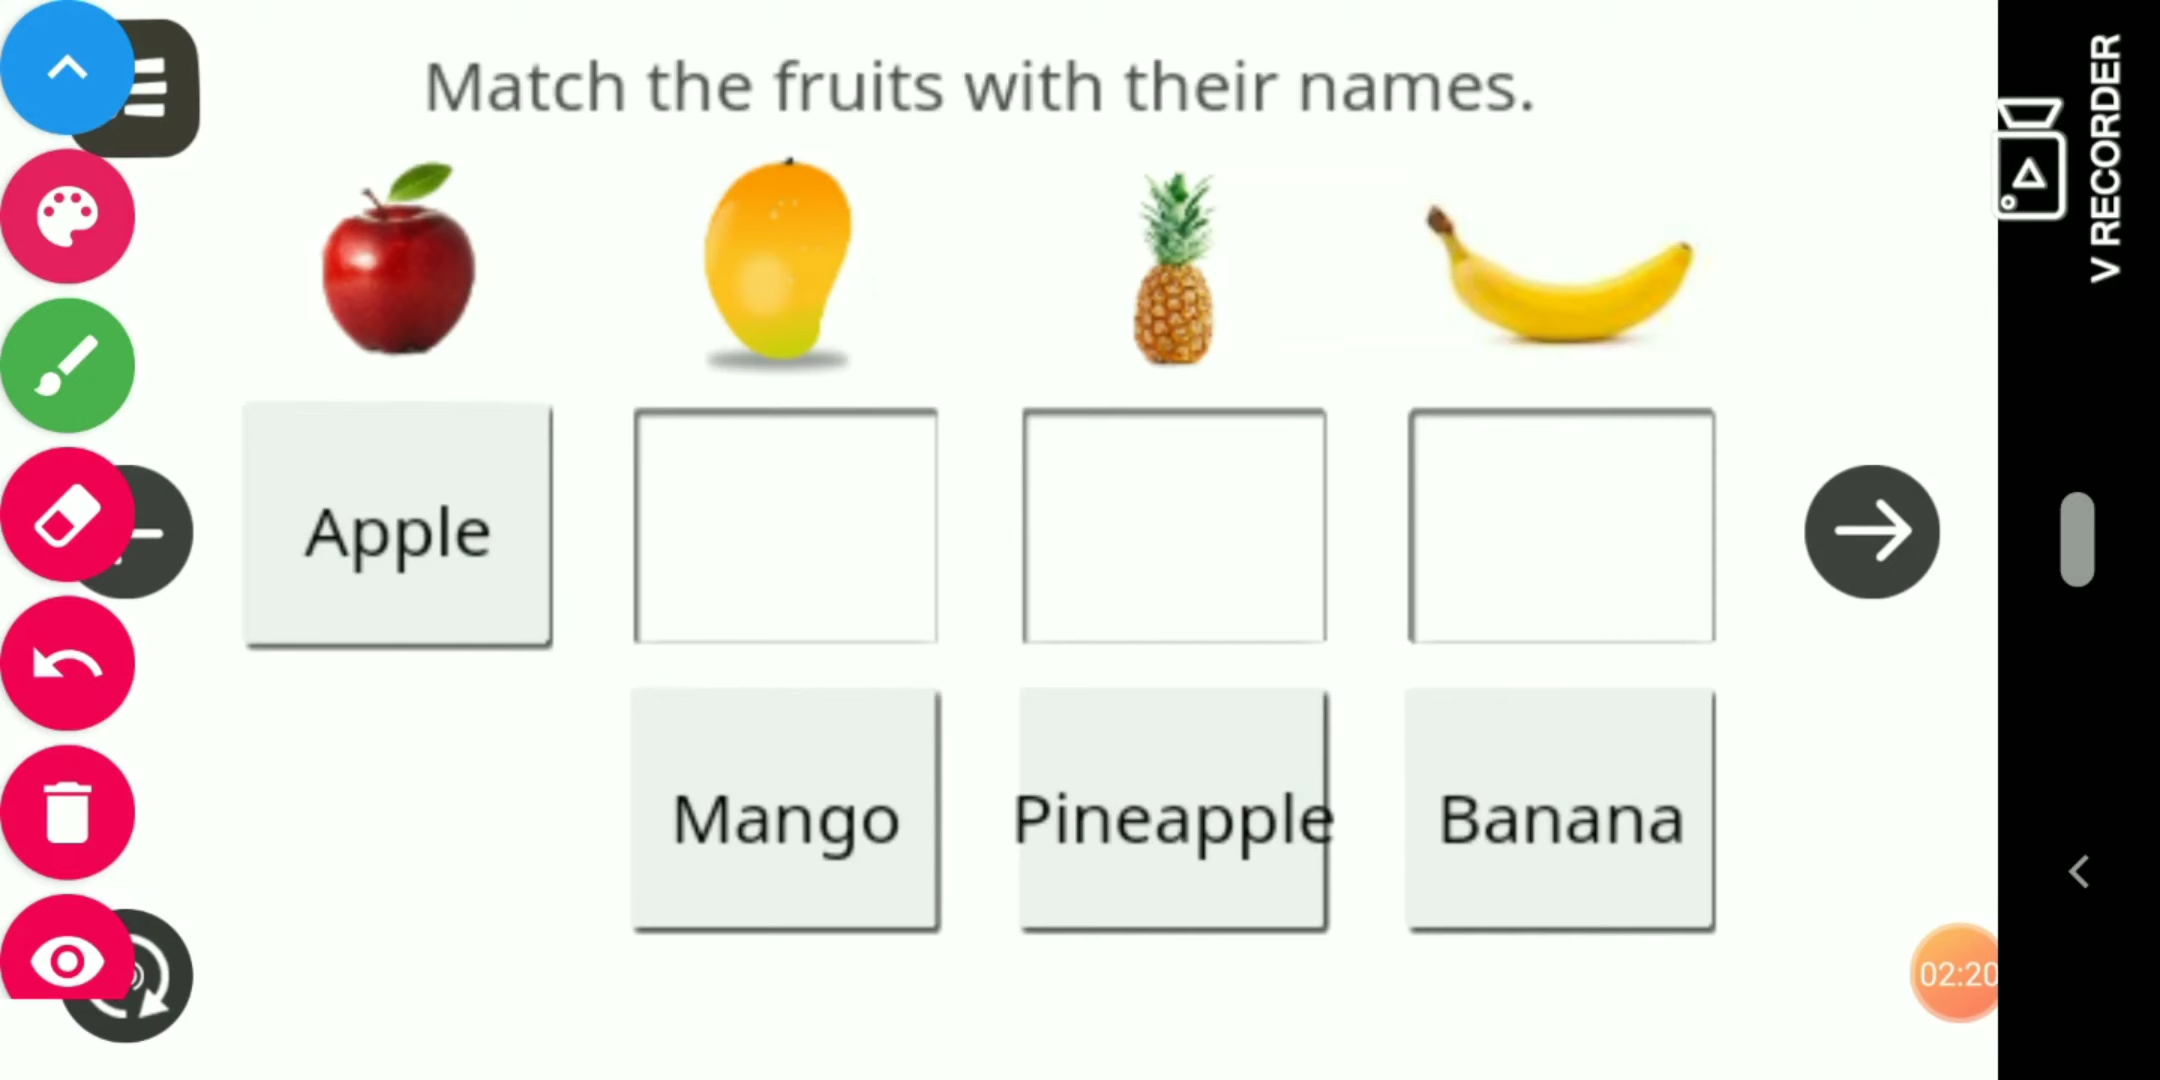 Match the fruits with their names.
Apple
Mango Pineapple Banana
V RECORDER
02:20